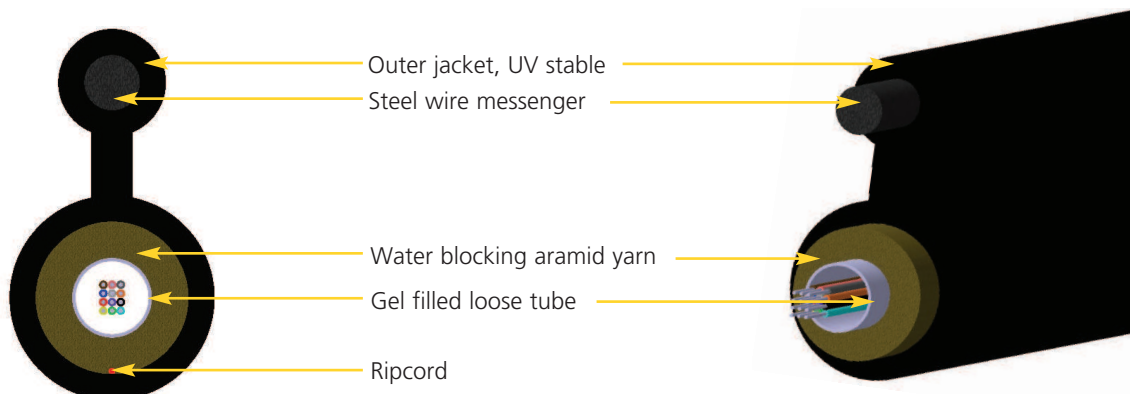 Outer jacket, UV stable
Steel wire messenger
Water blocking aramid yarn
Gel filled loose tube
Ripcord